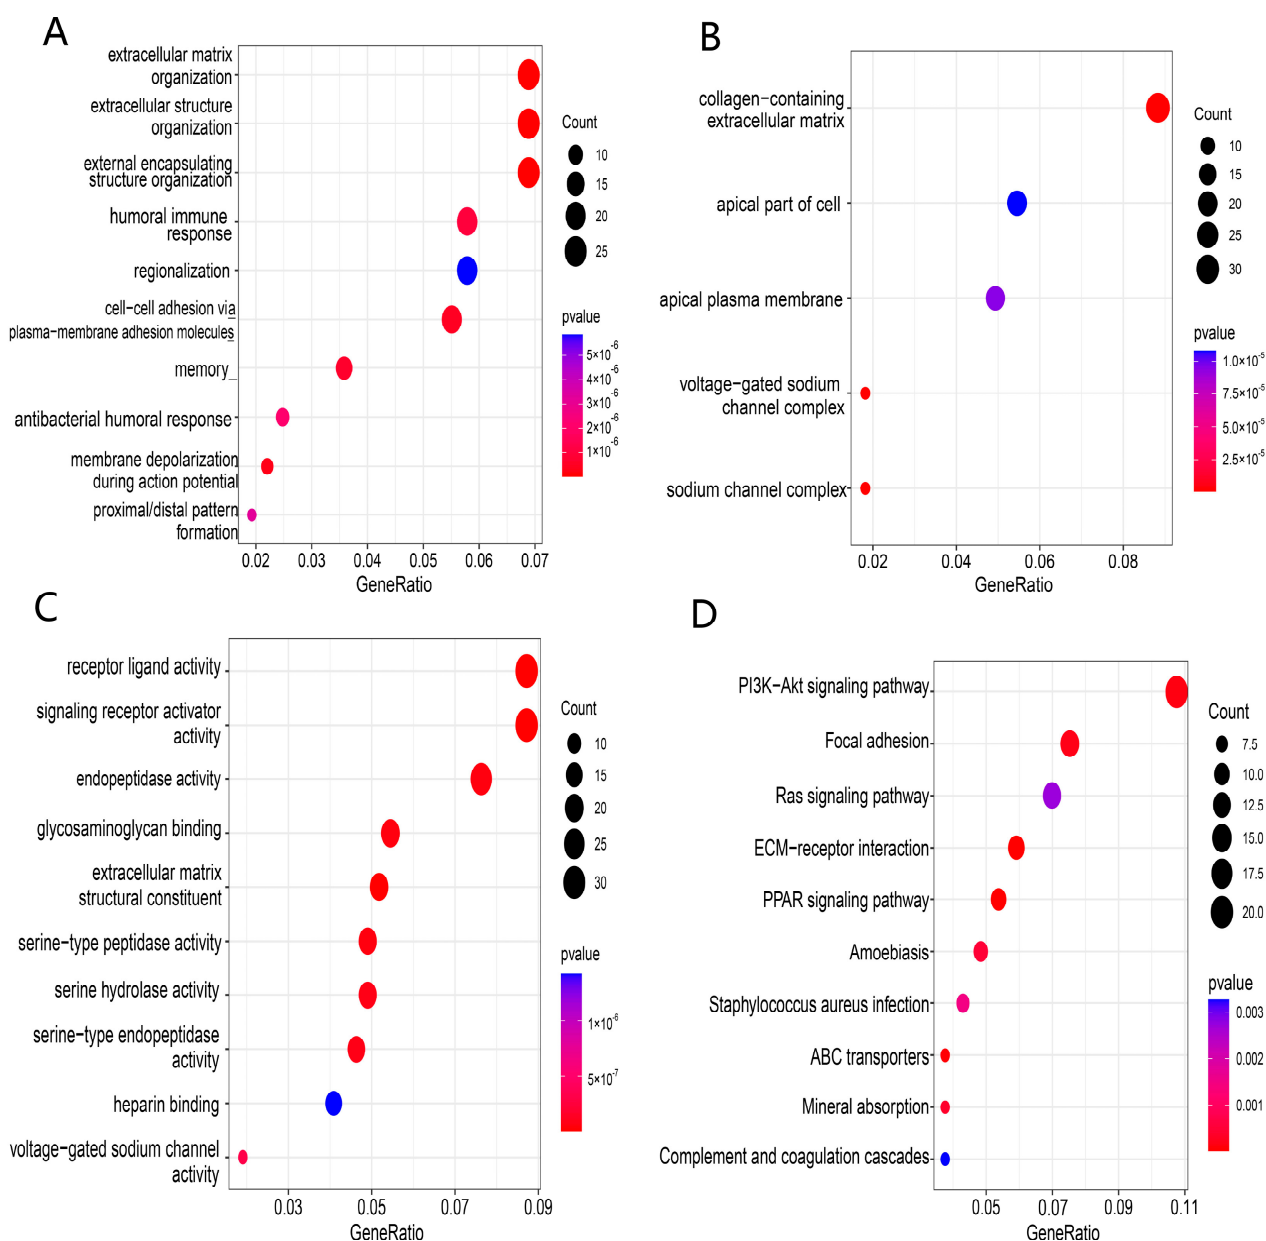 A
extracellular matrix
organization
extracellular structure
organization
external encapsulating
structure organization
humoral immune
response
regionalization
cell−cell adhesion via
plasma−membrane adhesion molecules
memory_
antibacterial humoral response
membrane depolarization
during action potential
proximal/distal pattern
formation
0.02 0.03 0.04 0.05 0.06 0.07
GeneRatio
Count
10
15
20
25
pvalue
5×10-6
4×10-6
3×10-6
2×10-6
1×10-6
B
collagen−containing
extracellular matrix
apical part of cell
apical plasma membrane
voltage−gated sodium
channel complex
sodium channel complex
0.02 0.04 0.06 0.08
GeneRatio
Count
10
15
20
25
30
pvalue
1.0×10-5
7.5×10-5
5.0×10-5
2.5×10-5
C
receptor ligand activity
signaling receptor activator
activity
endopeptidase activity
glycosaminoglycan binding
extracellular matrix
structural constituent
serine−type peptidase activity
serine hydrolase activity
serine−type endopeptidase
activity
heparin binding
voltage−gated sodium channel
activity
0.03 0.05 0.07 0.09
GeneRatio
Count
10
15
20
25
30
pvalue
1×10-6
5×10-7
D
PI3K−Akt signaling pathway
Focal adhesion
Ras signaling pathway
ECM−receptor interaction
PPAR signaling pathway
Amoebiasis
Staphylococcus aureus infection
ABC transporters
Mineral absorption
Complement and coagulation cascades
0.05 0.07 0.09 0.11
GeneRatio
Count
7.5
10.0
12.5
15.0
17.5
20.0
pvalue
0.003
0.002
0.001